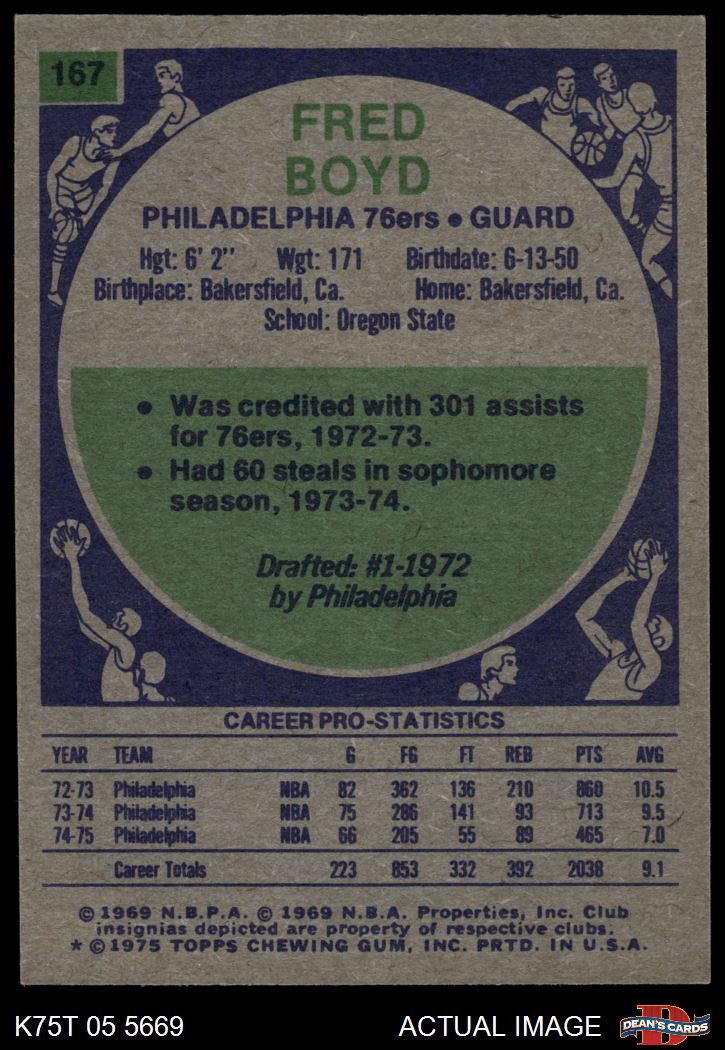 167
FRED
BOYD
PHILADELPHIA 76ers • GUARD
Hgt: 6' 2" Wgt: 171 Birthdate: 6-13-50
Birthplace: Bakersfield, Ca. Home: Bakersfield, Ca.
School: Oregon State
• Was credited with 301 assists
for 76ers, 1972-73.
• Had 60 steals in sophomore
season, 1973-74.
Drafted: #1-1972
by Philadelphia
CAREER PRO-STATISTICS
YEAR TEAM G FG FT REB PTS AVG
72-73 Philadelphia NBA 82 362 136 210 860 10.5
73-74 Philadelphia NBA 75 286 141 93 713 9.5
74-75 Philadelphia NBA 66 205 55 89 465 7.0
Career Totals 223 853 332 392 2038 9.1
© 1969 N.B.P.A. © 1969 N.B.A. Properties, Inc. Club
insignias depicted are property of respective clubs.
* © 1975 TOPPS CHEWING GUM, INC. PRTD. IN U.S.A.
K75T 05 5669 ACTUAL IMAGE
D
DEAN'S CARDS